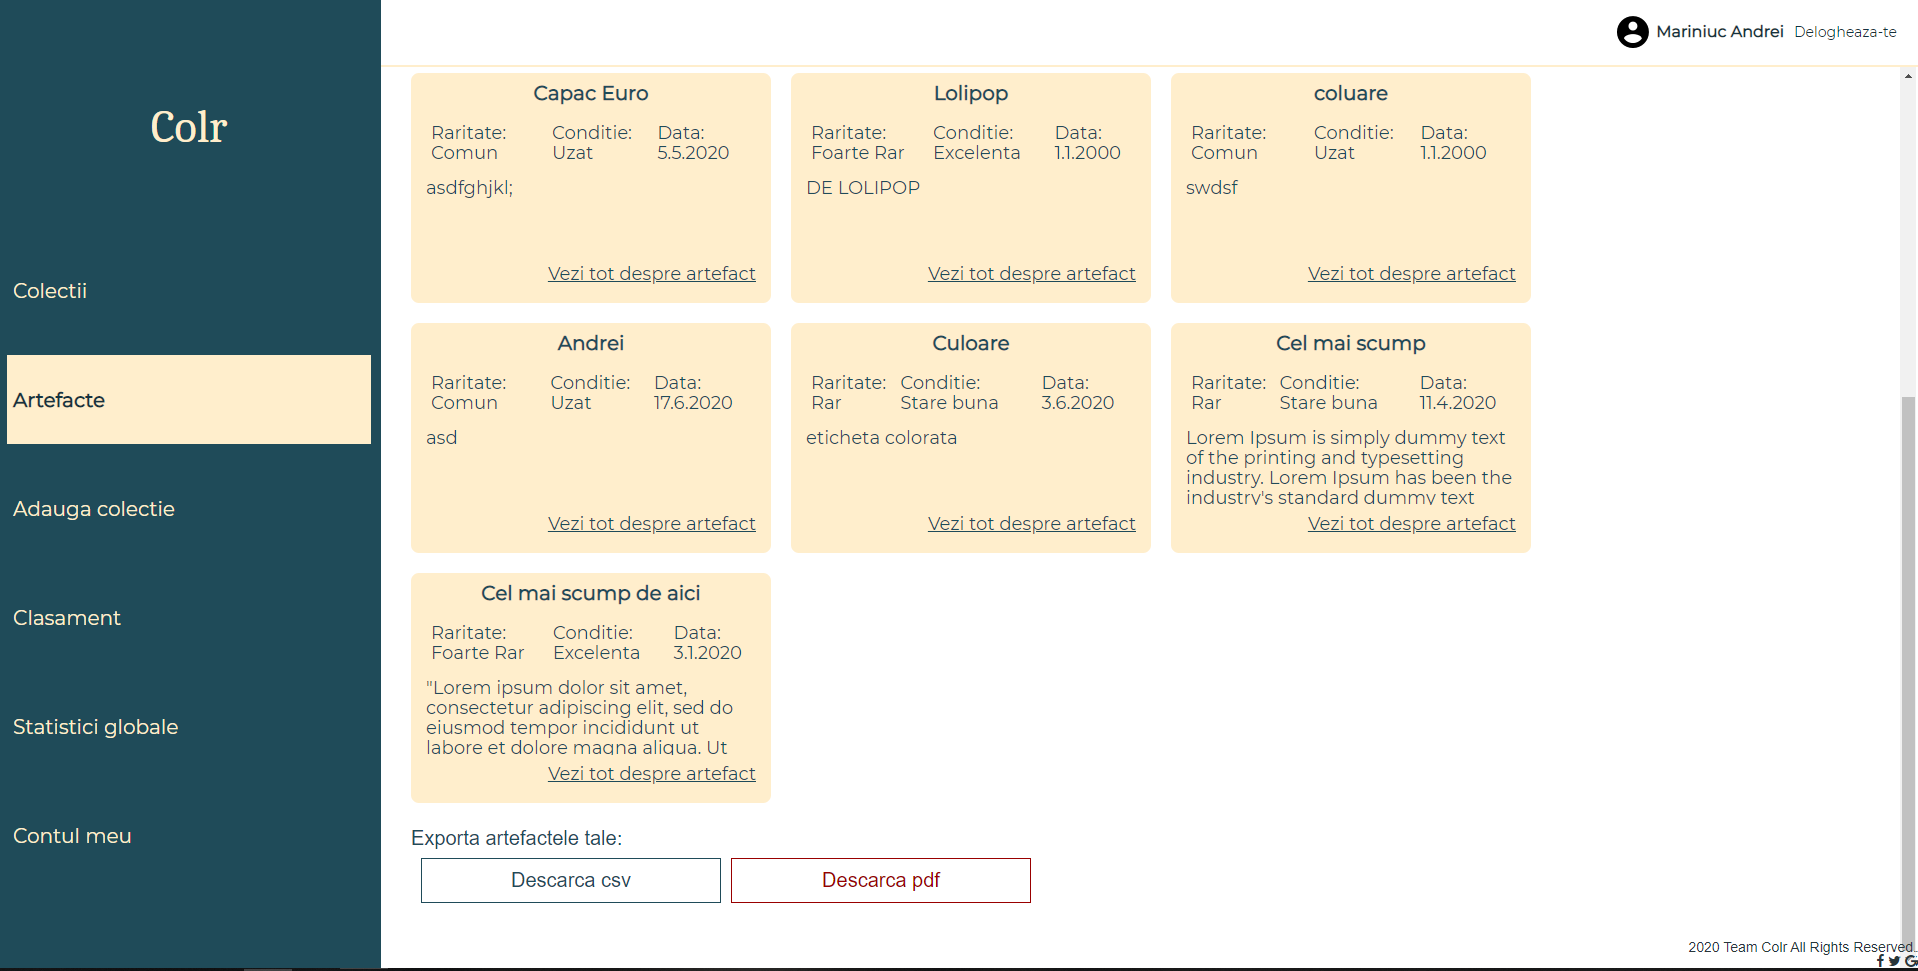 Mariniuc Andrei Delogheaza-te
Colr
Colectii
Artefacte
Adauga colectie
Clasament
Statistici globale
Contul meu
Capac Euro
Raritate: Conditie: Data:
Comun Uzat 5.5.2020
asdfghjkl;
Vezi tot despre artefact
Lolipop
Raritate: Conditie: Data:
Foarte Rar Excelenta 1.1.2000
DE LOLIPOP
Vezi tot despre artefact
coluare
Raritate: Conditie: Data:
Comun Uzat 1.1.2000
swdsf
Vezi tot despre artefact
Andrei
Raritate: Conditie: Data:
Comun Uzat 17.6.2020
asd
Vezi tot despre artefact
Culoare
Raritate: Conditie: Data:
Rar Stare buna 3.6.2020
eticheta colorata
Vezi tot despre artefact
Cel mai scump
Raritate: Conditie: Data:
Rar Stare buna 11.4.2020
Lorem Ipsum is simply dummy text
of the printing and typesetting
industry. Lorem Ipsum has been the
industry's standard dummy text
Vezi tot despre artefact
Cel mai scump de aici
Raritate: Conditie: Data:
Foarte Rar Excelenta 3.1.2020
"Lorem ipsum dolor sit amet,
consectetur adipiscing elit, sed do
eiusmod tempor incididunt ut
labore et dolore magna aliqua. Ut
Vezi tot despre artefact
Exporta artefactele tale:
Descarca csv Descarca pdf
2020 Team Colr All Rights Reserved.